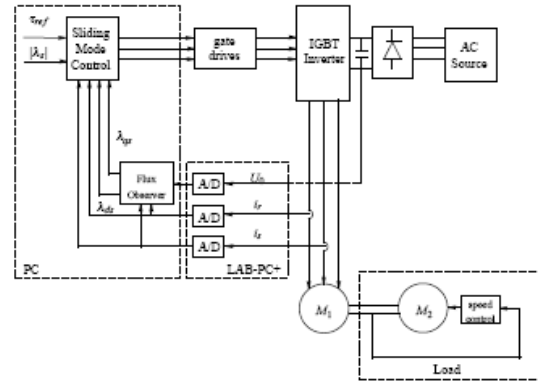 τref
|λs|
Sliding
Mode
Control
gate
drives
IGBT
Inverter
AC
Source
λqs
λds
Flux
Observer
A/D
U₀
A/D
ir
A/D
is
PC
LAB-PC+
M₁
M₂
speed
control
Load